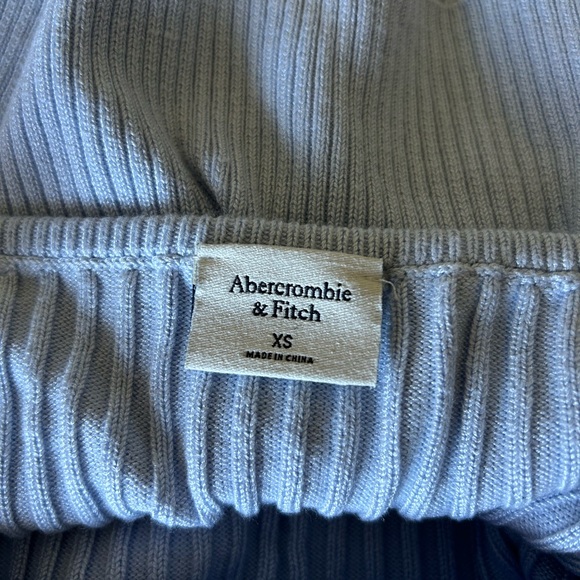 Abercrombie
& Fitch
XS
MADE IN CHINA